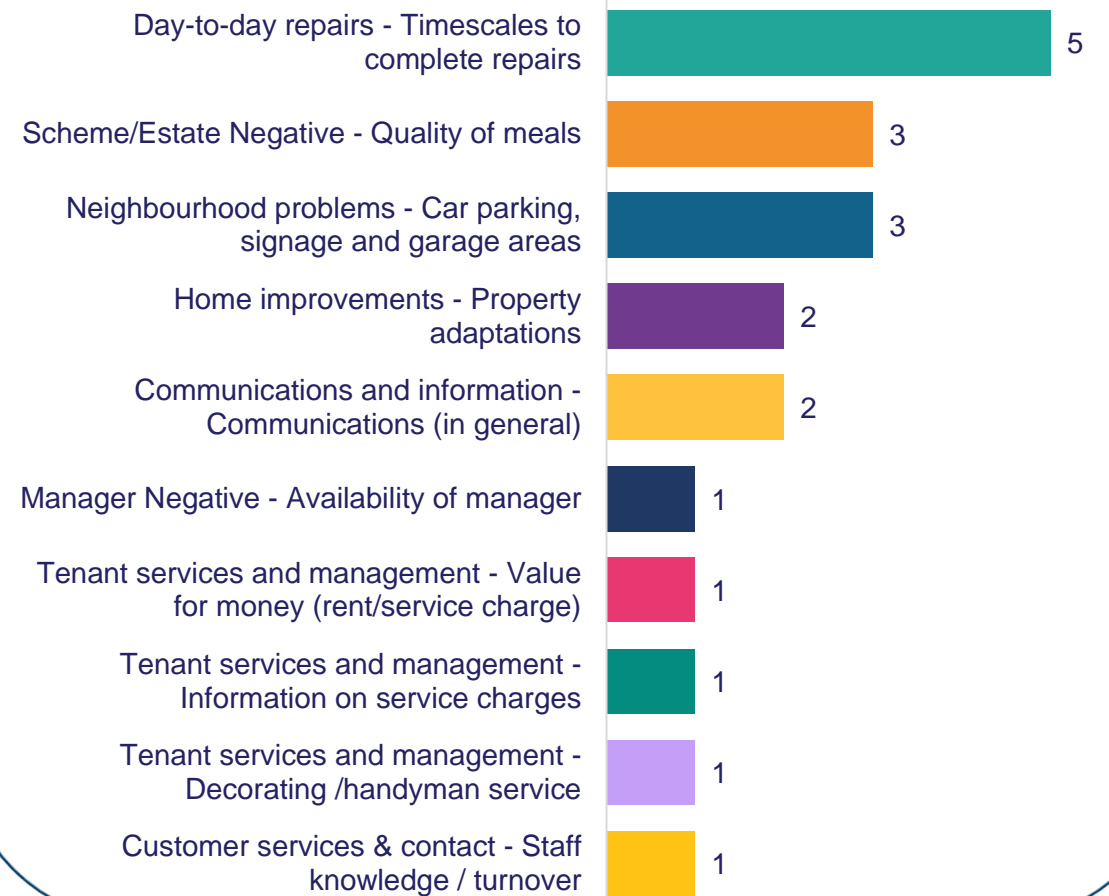 Day-to-day repairs - Timescales to
complete repairs
5
Scheme/Estate Negative - Quality of meals
3
Neighbourhood problems - Car parking,
signage and garage areas
3
Home improvements - Property
adaptations
2
Communications and information -
Communications (in general)
2
Manager Negative - Availability of manager
1
Tenant services and management - Value
for money (rent/service charge)
1
Tenant services and management -
Information on service charges
1
Tenant services and management -
Decorating /handyman service
1
Customer services & contact - Staff
knowledge / turnover
1